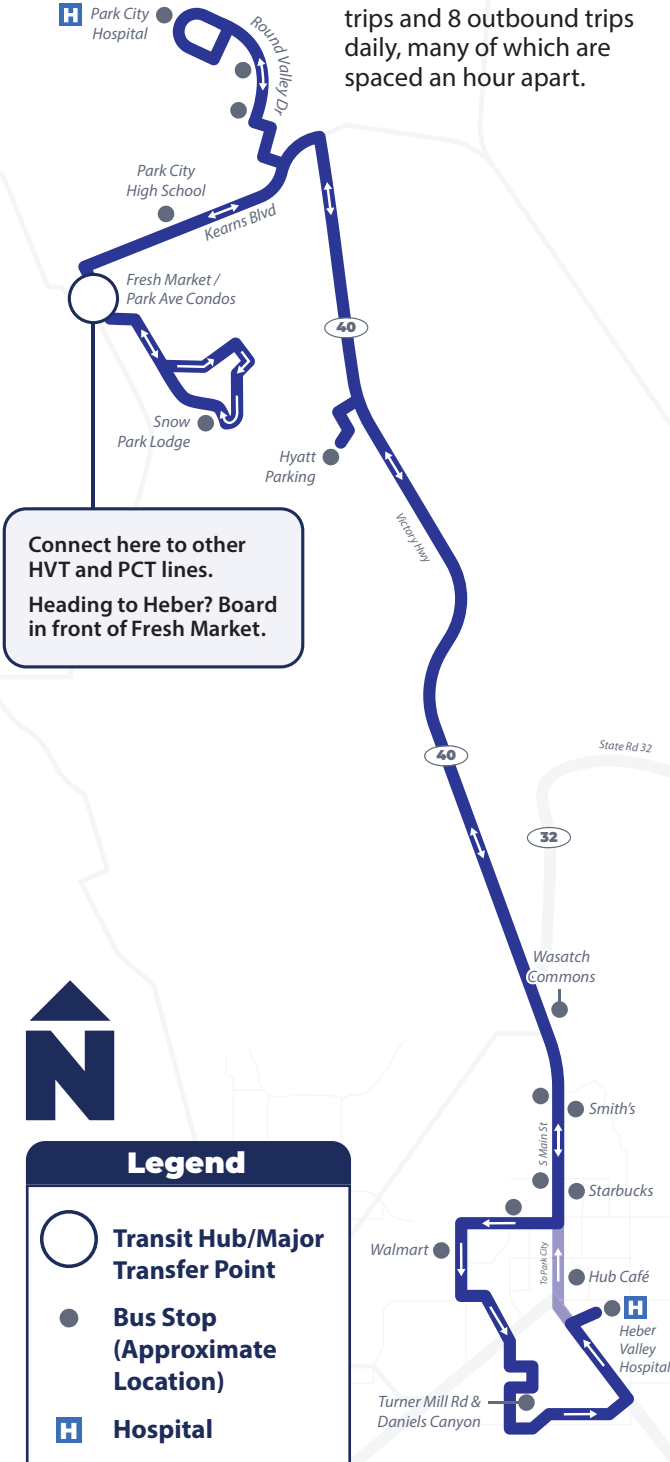 trips and 8 outbound trips
daily, many of which are
spaced an hour apart.
H
Park City
Hospital
Round Valley Dr
Park City
High School
Kearns Blvd
Fresh Market /
Park Ave Condos
40
Snow
Park Lodge
Hyatt
Parking
Victory Hwy
Connect here to other
HVT and PCT lines.
Heading to Heber? Board
in front of Fresh Market.
40
State Rd 32
32
Wasatch
Commons
N
Smith's
S Main St
Starbucks
Walmart
To Park City
Hub Café
H
Heber
Valley
Hospital
Turner Mill Rd &
Daniels Canyon
Legend
Transit Hub/Major
Transfer Point
Bus Stop
(Approximate
Location)
H
Hospital